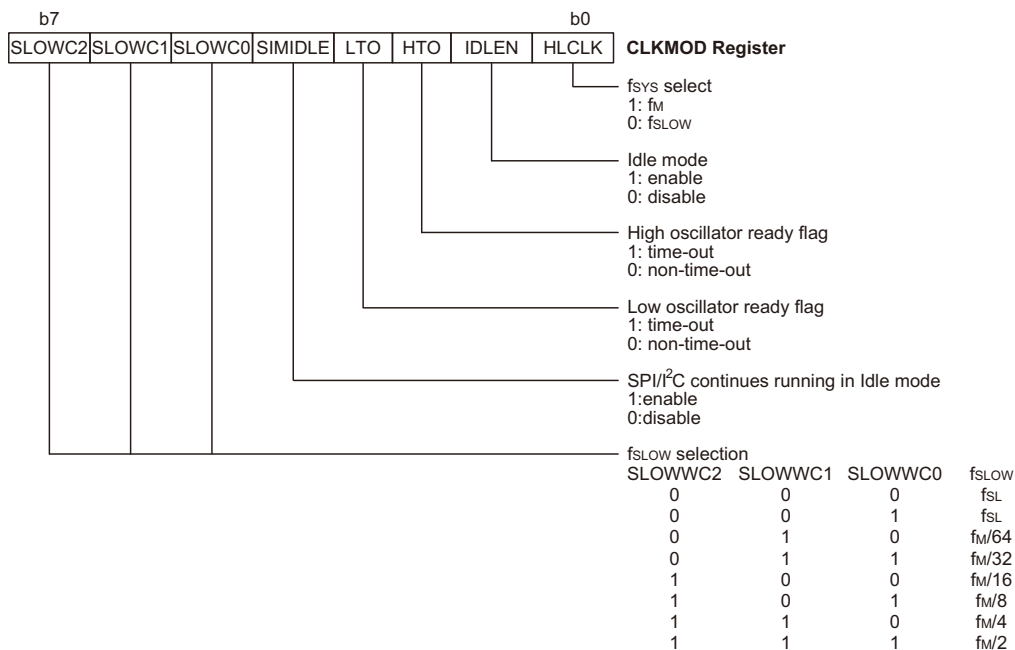 b7 b0
SLOWC2 SLOWC1 SLOWC0 SIMIDLE LTO HTO IDLEN HLCLK CLKMOD Register
fSYS select
1: fM
0: fSLOW
Idle mode
1: enable
0: disable
High oscillator ready flag
1: time-out
0: non-time-out
Low oscillator ready flag
1: time-out
0: non-time-out
SPI/I²C continues running in Idle mode
1:enable
0:disable
fSLOW selection
SLOWWC2 SLOWWC1 SLOWWC0 fSLOW
0 0 0 fSL
0 0 1 fSL
0 1 0 fM/64
0 1 1 fM/32
1 0 0 fM/16
1 0 1 fM/8
1 1 0 fM/4
1 1 1 fM/2